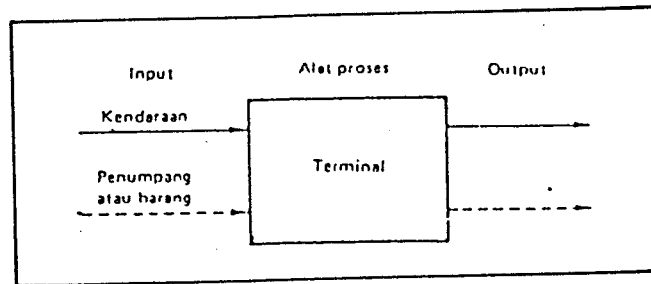 Input
Alat proses
Output
Kendaraan
Terminal
Penumpang
atau barang